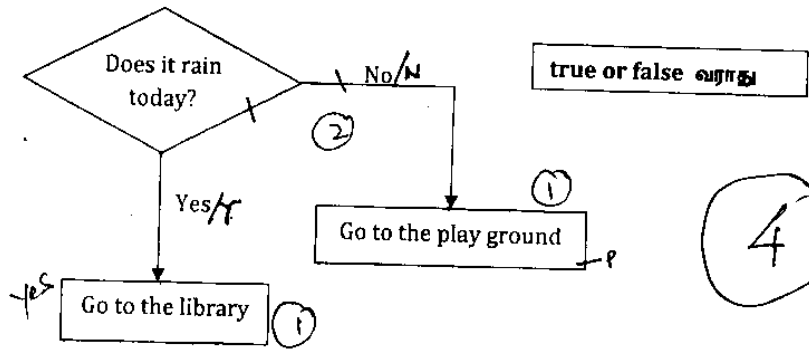 Does it rain
today?
No/N
true or false வராது
②
Yes/Y
①
Go to the play ground
4
yes
Go to the library
①